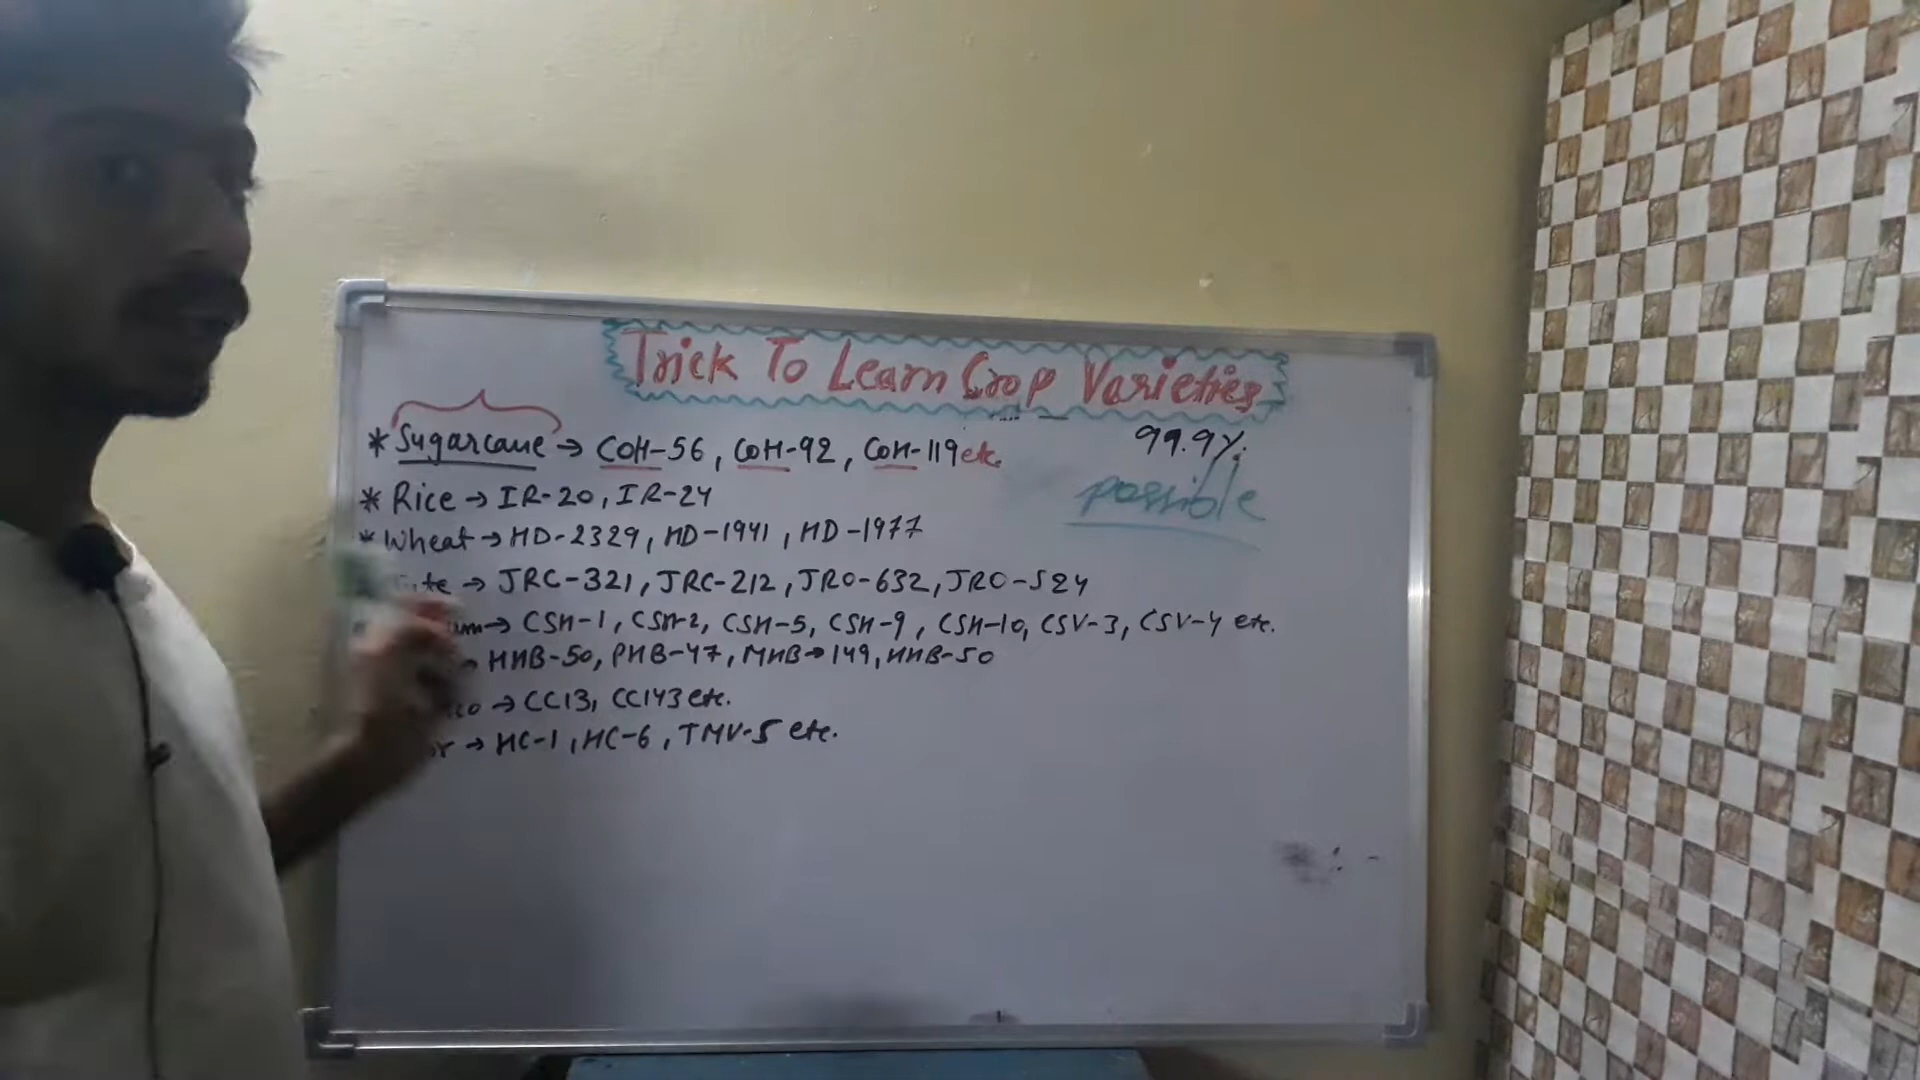 Trick To Learn Crop Varieties
* Sugarcane → COH-56, COH-92, COH-119 etc.
99.9%
possible
* Rice → IR-20, IR-24
* Wheat → HD-2329, HD-1941, HD-1977
→ JRC-321, JRC-212, JRO-632, JRO-524
→ CSH-1, CSH-2, CSH-5, CSH-9, CSH-10, CSV-3, CSV-4 etc.
HHB-50, PHB-47, MHB→149, HHB-50
→ CC13, CC143 etc.
→ HC-1, HC-6, TMV-5 etc.